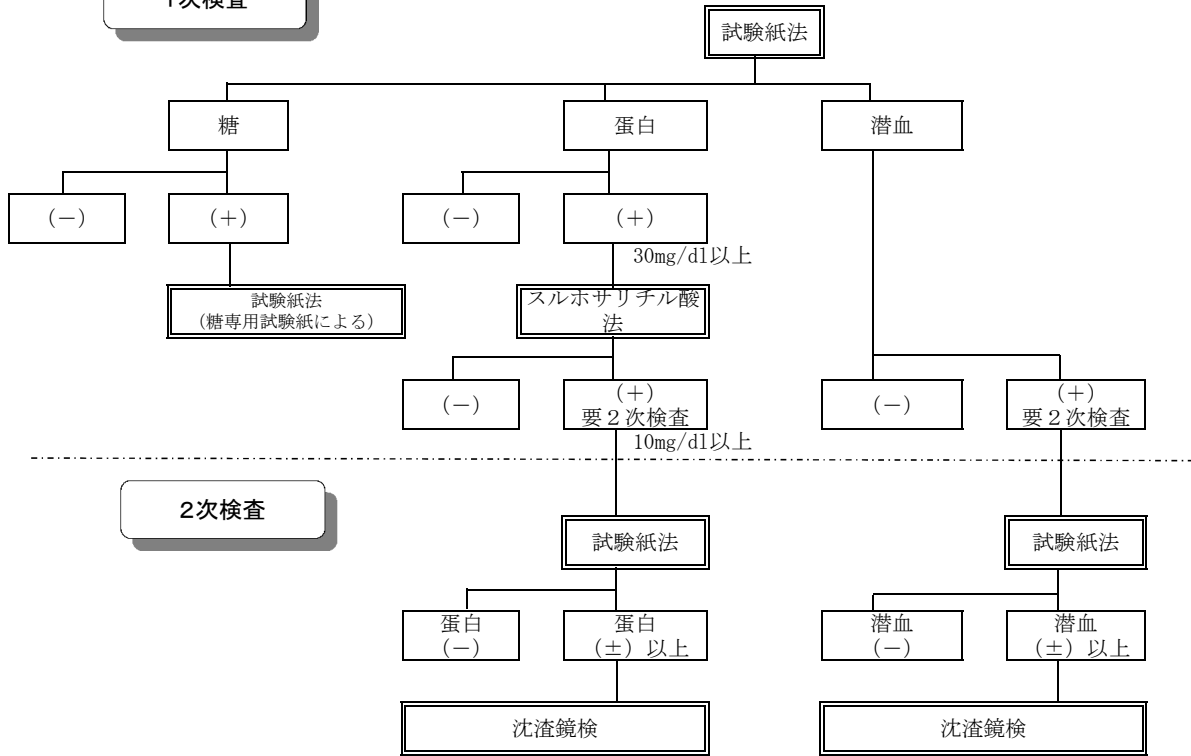 1次検査
試験紙法
糖
蛋白
潜血
(－)
(＋)
(－)
(＋)
30mg/dl以上
試験紙法
(糖専用試験紙による)
スルホサリチル酸
法
(－)
(＋)
要２次検査
(－)
(＋)
要２次検査
10mg/dl以上
2次検査
試験紙法
試験紙法
蛋白
(－)
蛋白
(±) 以上
潜血
(－)
潜血
(±) 以上
沈渣鏡検
沈渣鏡検